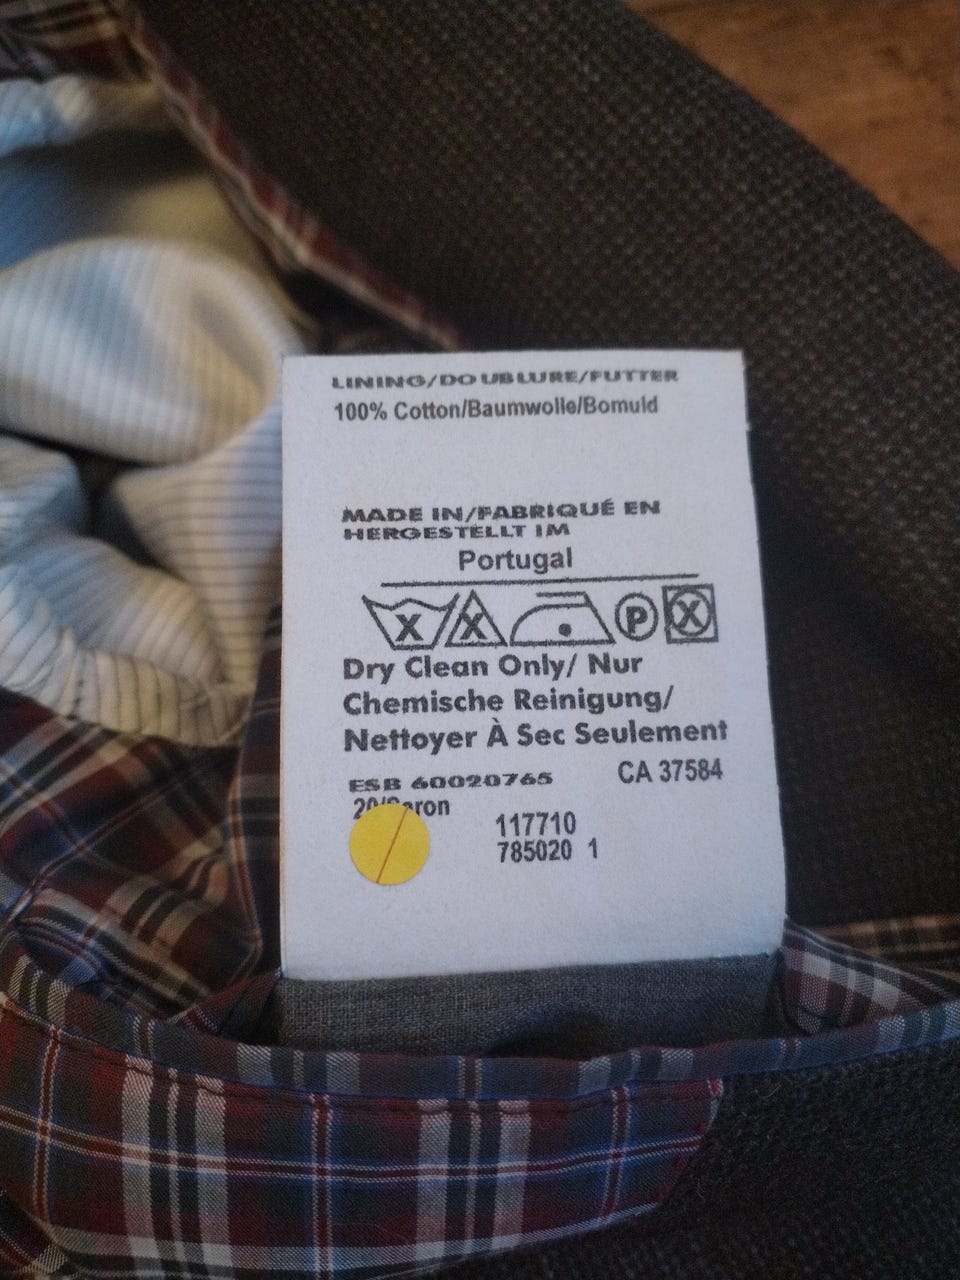 LINING/DOUBLURE/FUTTER
100% Cotton/Baumwolle/Bomuld
MADE IN/FABRIQUÉ EN
HERGESTELLT IM
Portugal
X X P X
Dry Clean Only/ Nur
Chemische Reinigung/
Nettoyer À Sec Seulement
ESB 60020765 CA 37584
117710
785020 1